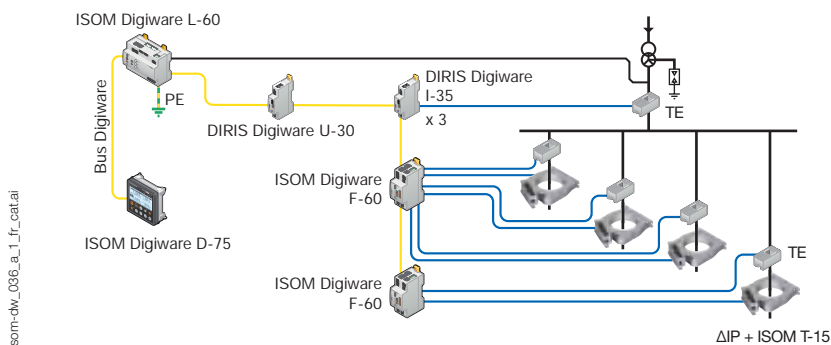 ISOM Digiware L-60
PE
Bus Digiware
DIRIS Digiware U-30
DIRIS Digiware
I-35
x 3
TE
ISOM Digiware
F-60
ISOM Digiware D-75
ISOM Digiware
F-60
TE
ΔIP + ISOM T-15
som-dw_036_a_1_fr_cat.ai